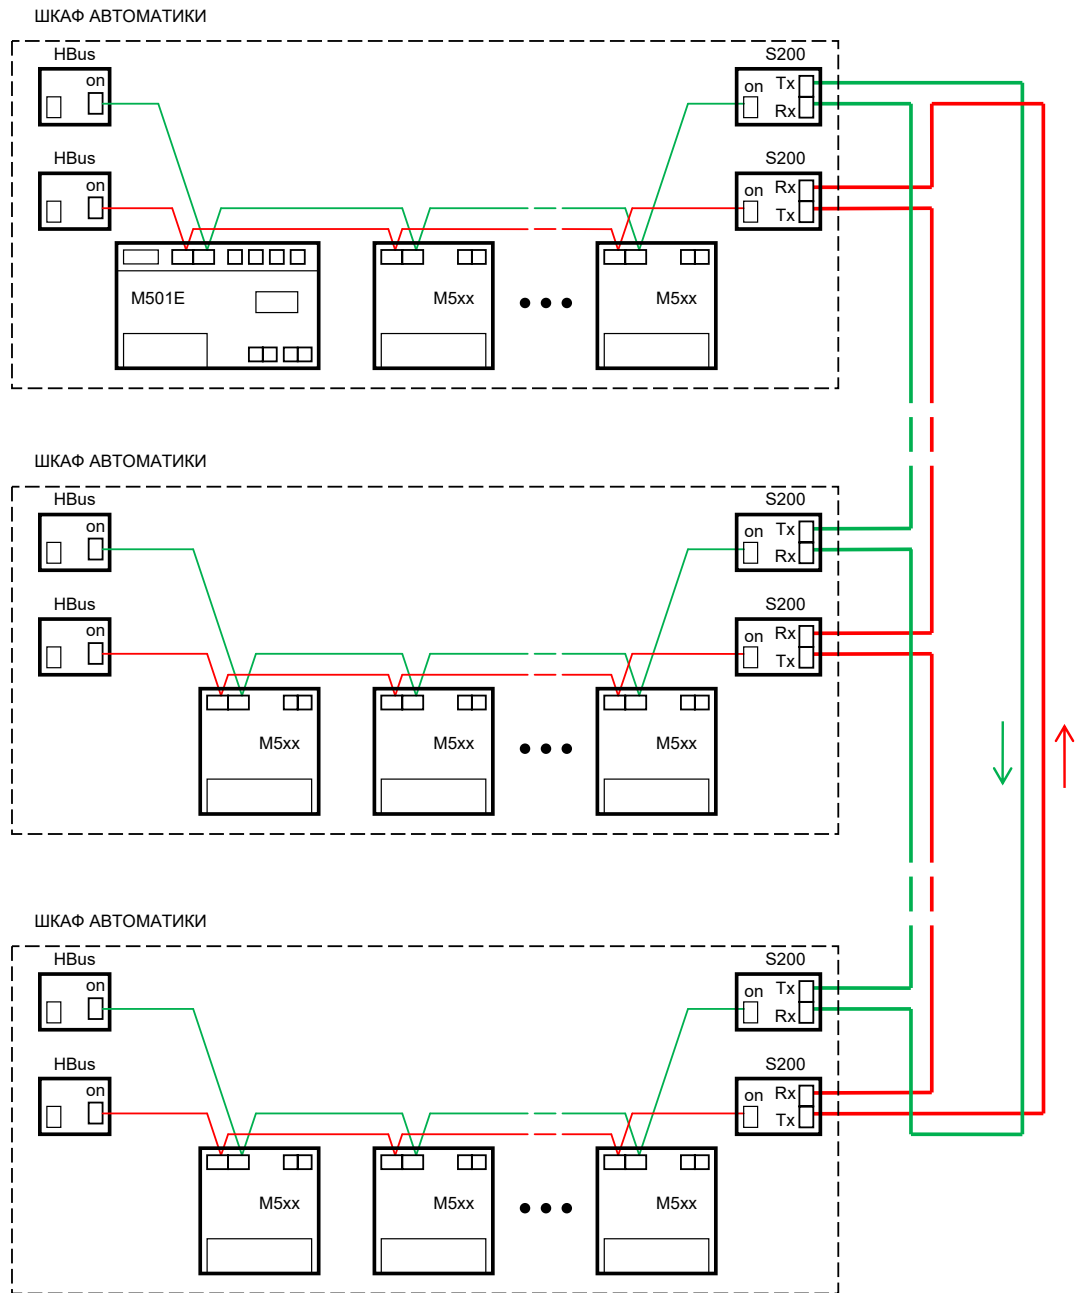 ШКАФ АВТОМАТИКИ
HBus
on
S200
on
Tx
Rx
HBus
on
S200
on
Rx
Tx
M501E
M5xx
M5xx
ШКАФ АВТОМАТИКИ
HBus
on
S200
on
Tx
Rx
HBus
on
S200
on
Rx
Tx
M5xx
M5xx
M5xx
ШКАФ АВТОМАТИКИ
HBus
on
S200
on
Tx
Rx
HBus
on
S200
on
Rx
Tx
M5xx
M5xx
M5xx